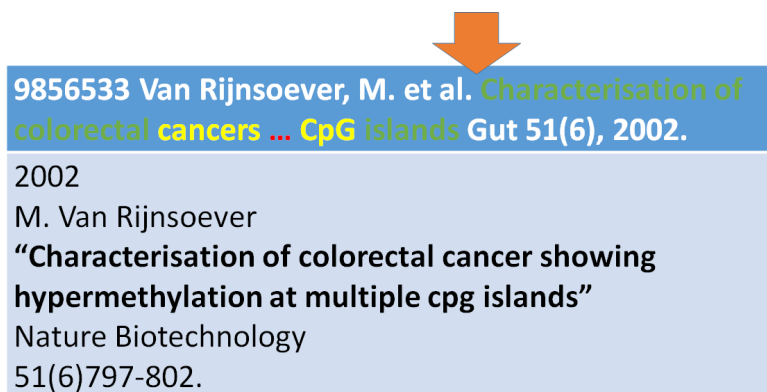 9856533 Van Rijnsoever, M. et al. Characterisation of
colorectal cancers ... CpG islands Gut 51(6), 2002.
2002
M. Van Rijnsoever
“Characterisation of colorectal cancer showing
hypermethylation at multiple cpg islands”
Nature Biotechnology
51(6)797-802.